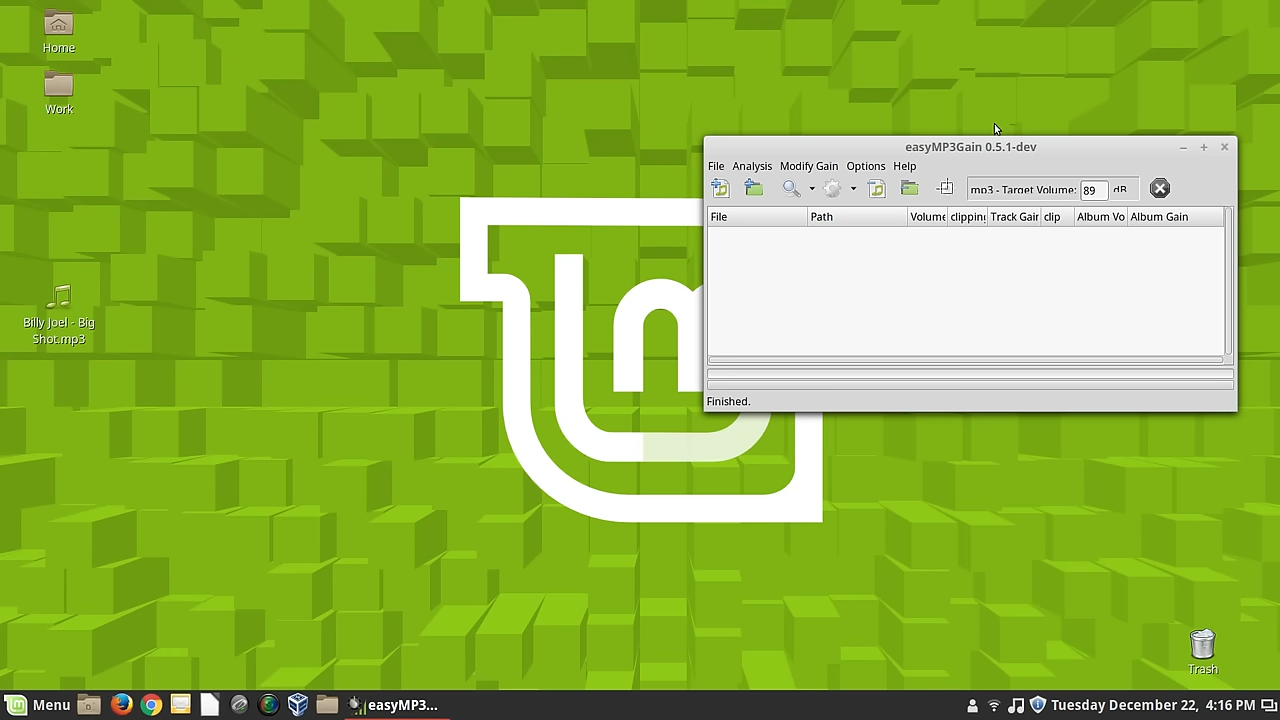 Home
Work
Billy Joel - Big
Shot.mp3
easyMP3Gain 0.5.1-dev
File Analysis Modify Gain Options Help
mp3 - Target Volume: 89 dB
File Path Volume clipping Track Gain clip Album Vo Album Gain
Finished.
Trash
Menu easyMP3... Tuesday December 22, 4:16 PM